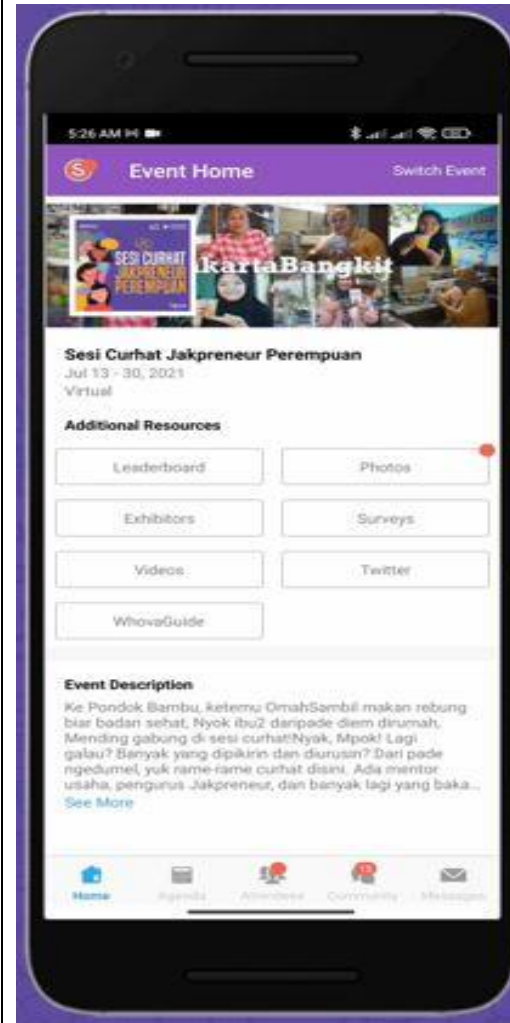 5:26 AM
S
Event Home
Switch Event
SESI CURHAT
JAKPRENEUR
PEREMPUAN
kartaBangkit
Sesi Curhat Jakpreneur Perempuan
Jul 13 - 30, 2021
Virtual
Additional Resources
Leaderboard
Photos
Exhibitors
Surveys
Videos
Twitter
WhovaGuide
Event Description
Ke Pondok Bambu, ketemu OmahSambil makan rebung
biar badan sehat, Nyok ibu2 daripade diem dirumah,
Mending gabung di sesi curhat!Nyak, Mpok! Lagi
galau? Banyak yang dipikirin dan diurusin? Dari pade
ngedumel, yuk rame-rame curhat disini. Ada mentor
usaha, pengurus Jakpreneur, dan banyak lagi yang baka...
See More
Home
Agenda
Attendees
Community
Messages